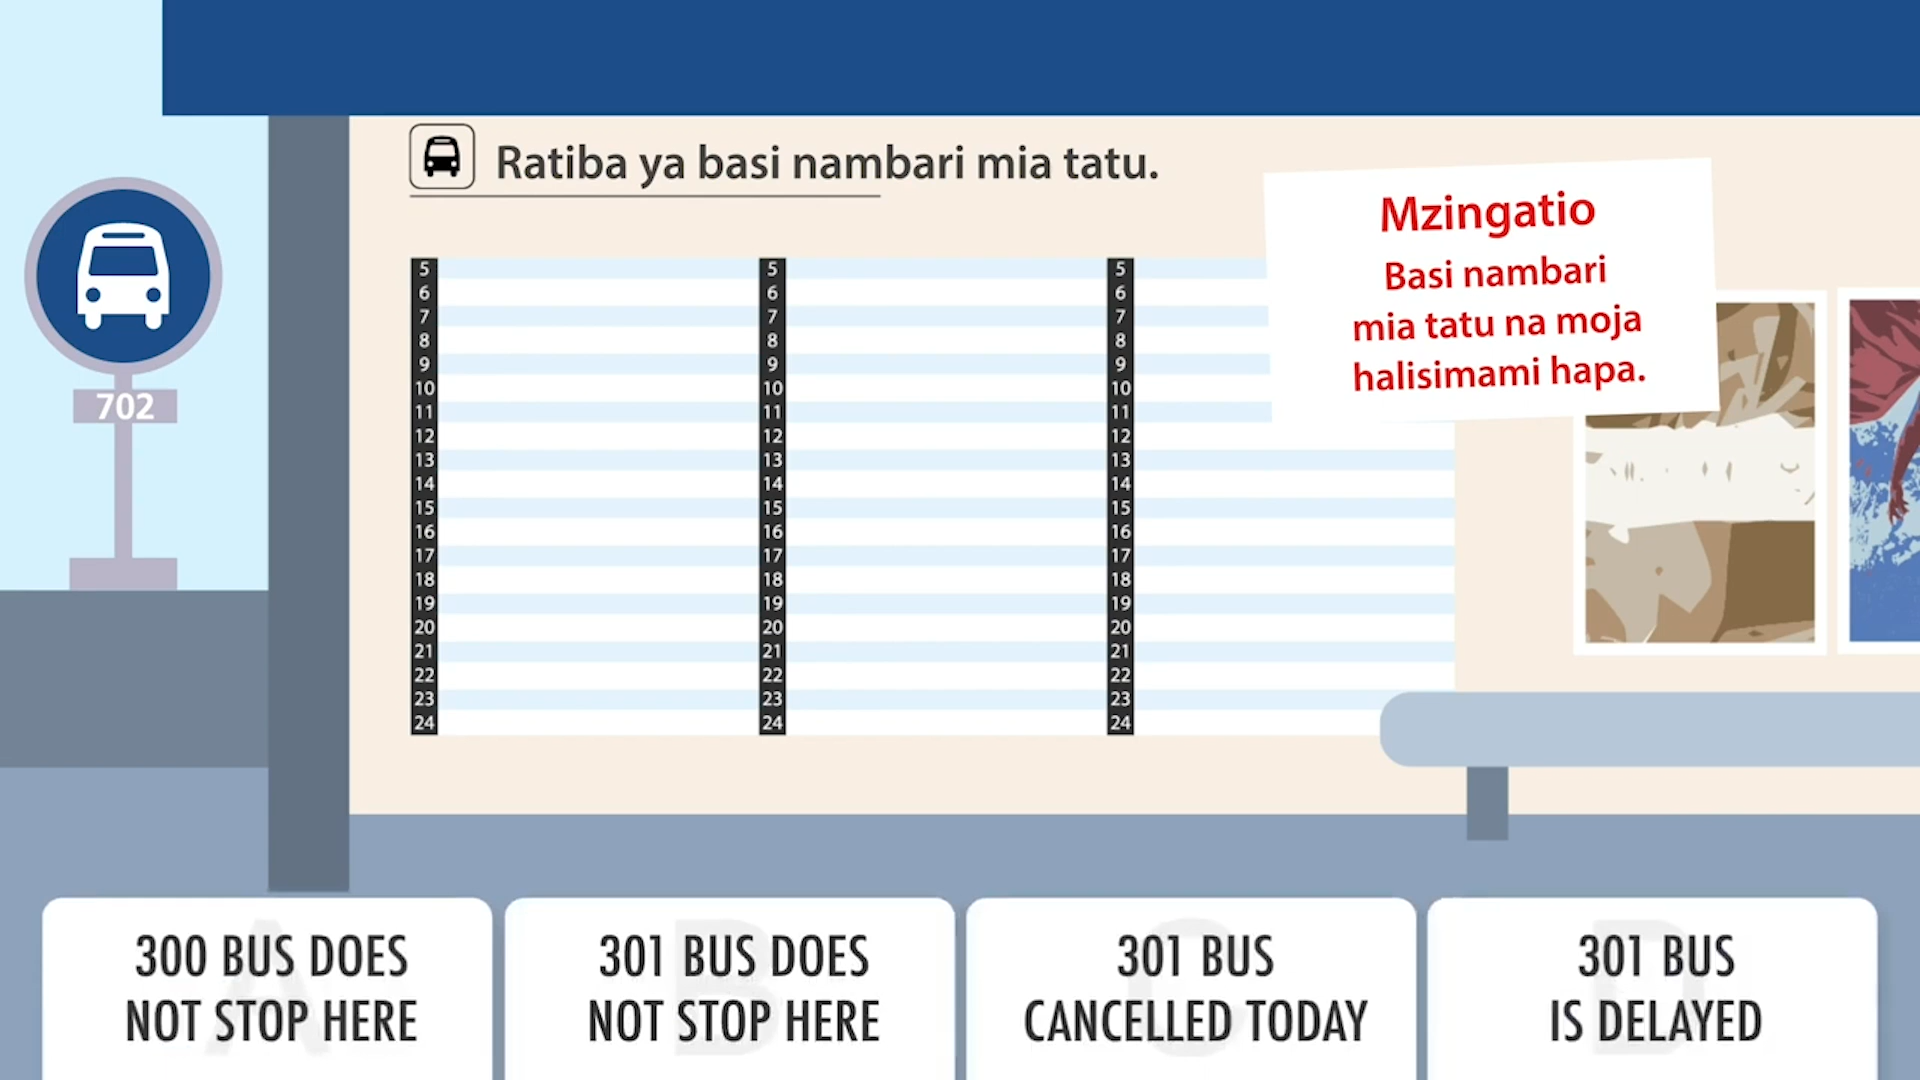 Ratiba ya basi nambari mia tatu.
Mzingatio
Basi nambari
mia tatu na moja
halisimami hapa.
702
5 5 5
6 6 6
7 7 7
8 8 8
9 9 9
10 10 10
11 11 11
12 12 12
13 13 13
14 14 14
15 15 15
16 16 16
17 17 17
18 18 18
19 19 19
20 20 20
21 21 21
22 22 22
23 23 23
24 24 24
A
300 BUS DOES
NOT STOP HERE
B
301 BUS DOES
NOT STOP HERE
C
301 BUS
CANCELLED TODAY
D
301 BUS
IS DELAYED